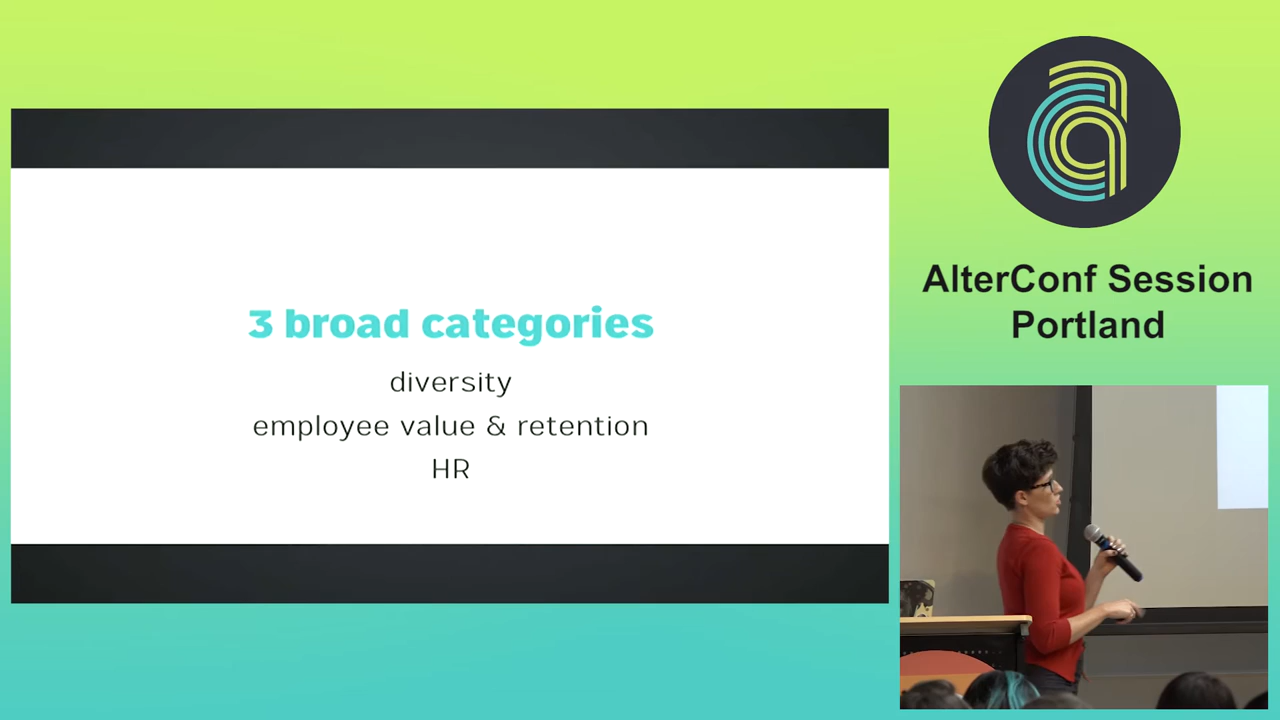 3 broad categories
diversity
employee value & retention
HR
AlterConf Session
Portland